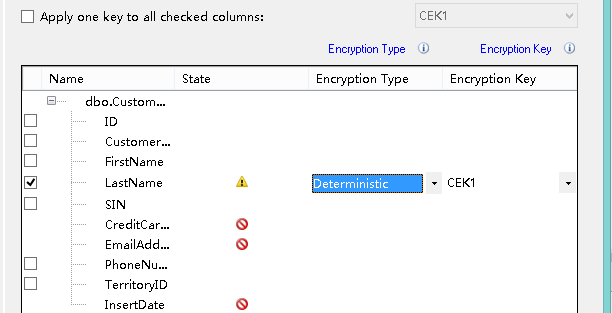 Apply one key to all checked columns:
CEK1
Encryption Type Encryption Key
Name State Encryption Type Encryption Key
dbo.Custom...
ID
Customer...
FirstName
LastName Deterministic CEK1
SIN
CreditCar...
EmailAdd...
PhoneNu...
TerritoryID
InsertDate